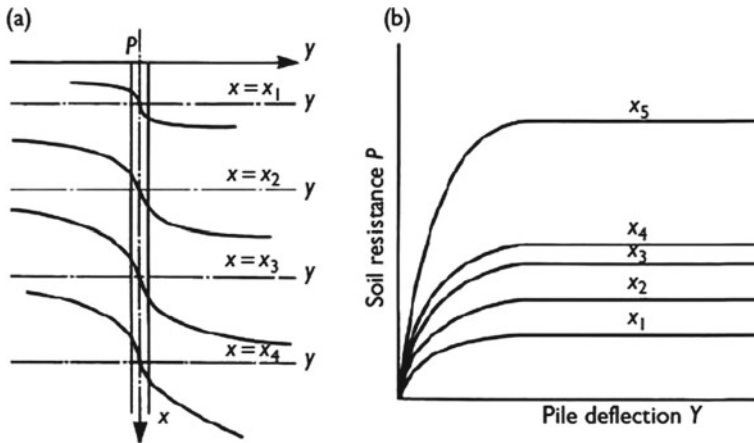 (a)
P
y
x = x₁
y
x = x₂
y
x = x₃
y
x = x₄
y
x
(b)
Soil resistance P
x₅
x₄
x₃
x₂
x₁
Pile deflection Y